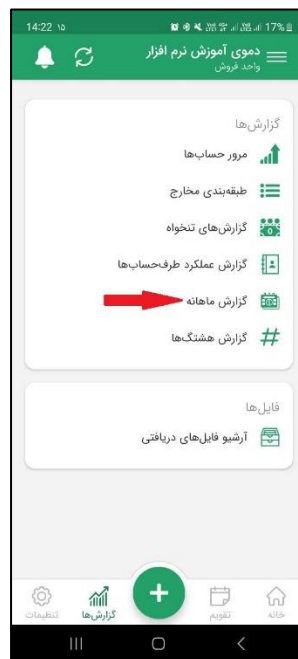 14:22 ۱۵ 17%
دموی آموزش نرم افزار
واحد فروش
گزارش‌ها
مرور حساب‌ها
طبقه‌بندی مخارج
گزارش‌های تنخواه
گزارش عملکرد طرف‌حساب‌ها
گزارش ماهانه
گزارش هشتگ‌ها
فایل‌ها
آرشیو فایل‌های دریافتی
خانه تقویم گزارش‌ها تنظیمات